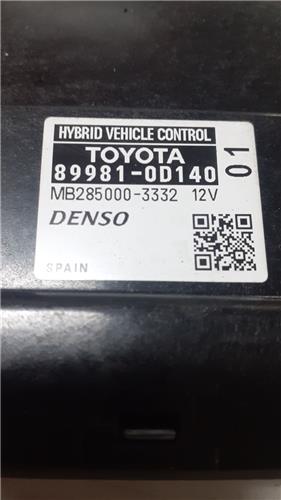 HYBRID VEHICLE CONTROL
TOYOTA
89981-0D140
01
MB285000-3332 12V
DENSO
SPAIN